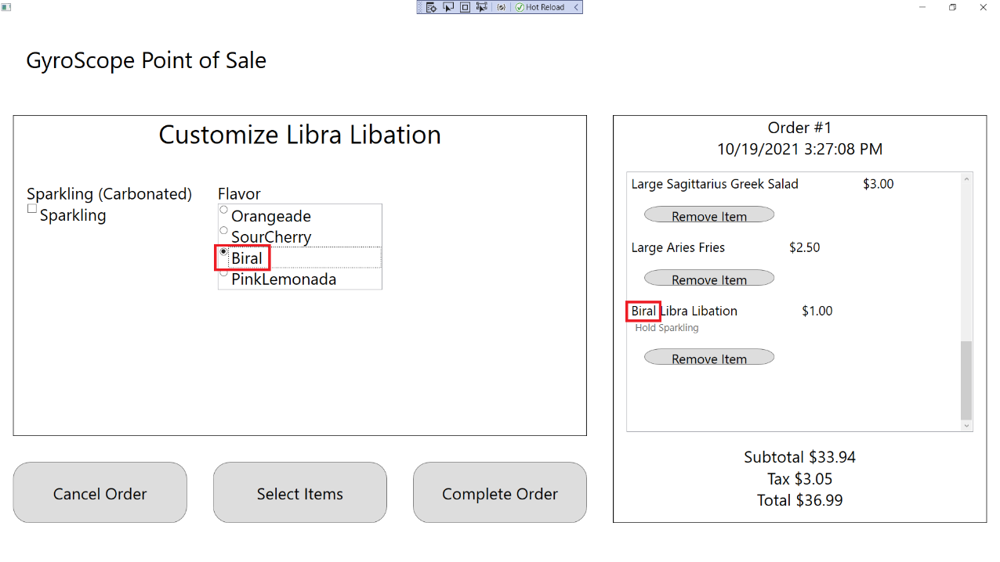 Hot Reload
GyroScope Point of Sale
Customize Libra Libation
Sparkling (Carbonated)
Sparkling
Flavor
Orangeade
SourCherry
Biral
PinkLemonada
Cancel Order
Select Items
Complete Order
Order #1
10/19/2021 3:27:08 PM
Large Sagittarius Greek Salad $3.00
Remove Item
Large Aries Fries $2.50
Remove Item
Biral Libra Libation $1.00
Hold Sparkling
Remove Item
Subtotal $33.94
Tax $3.05
Total $36.99